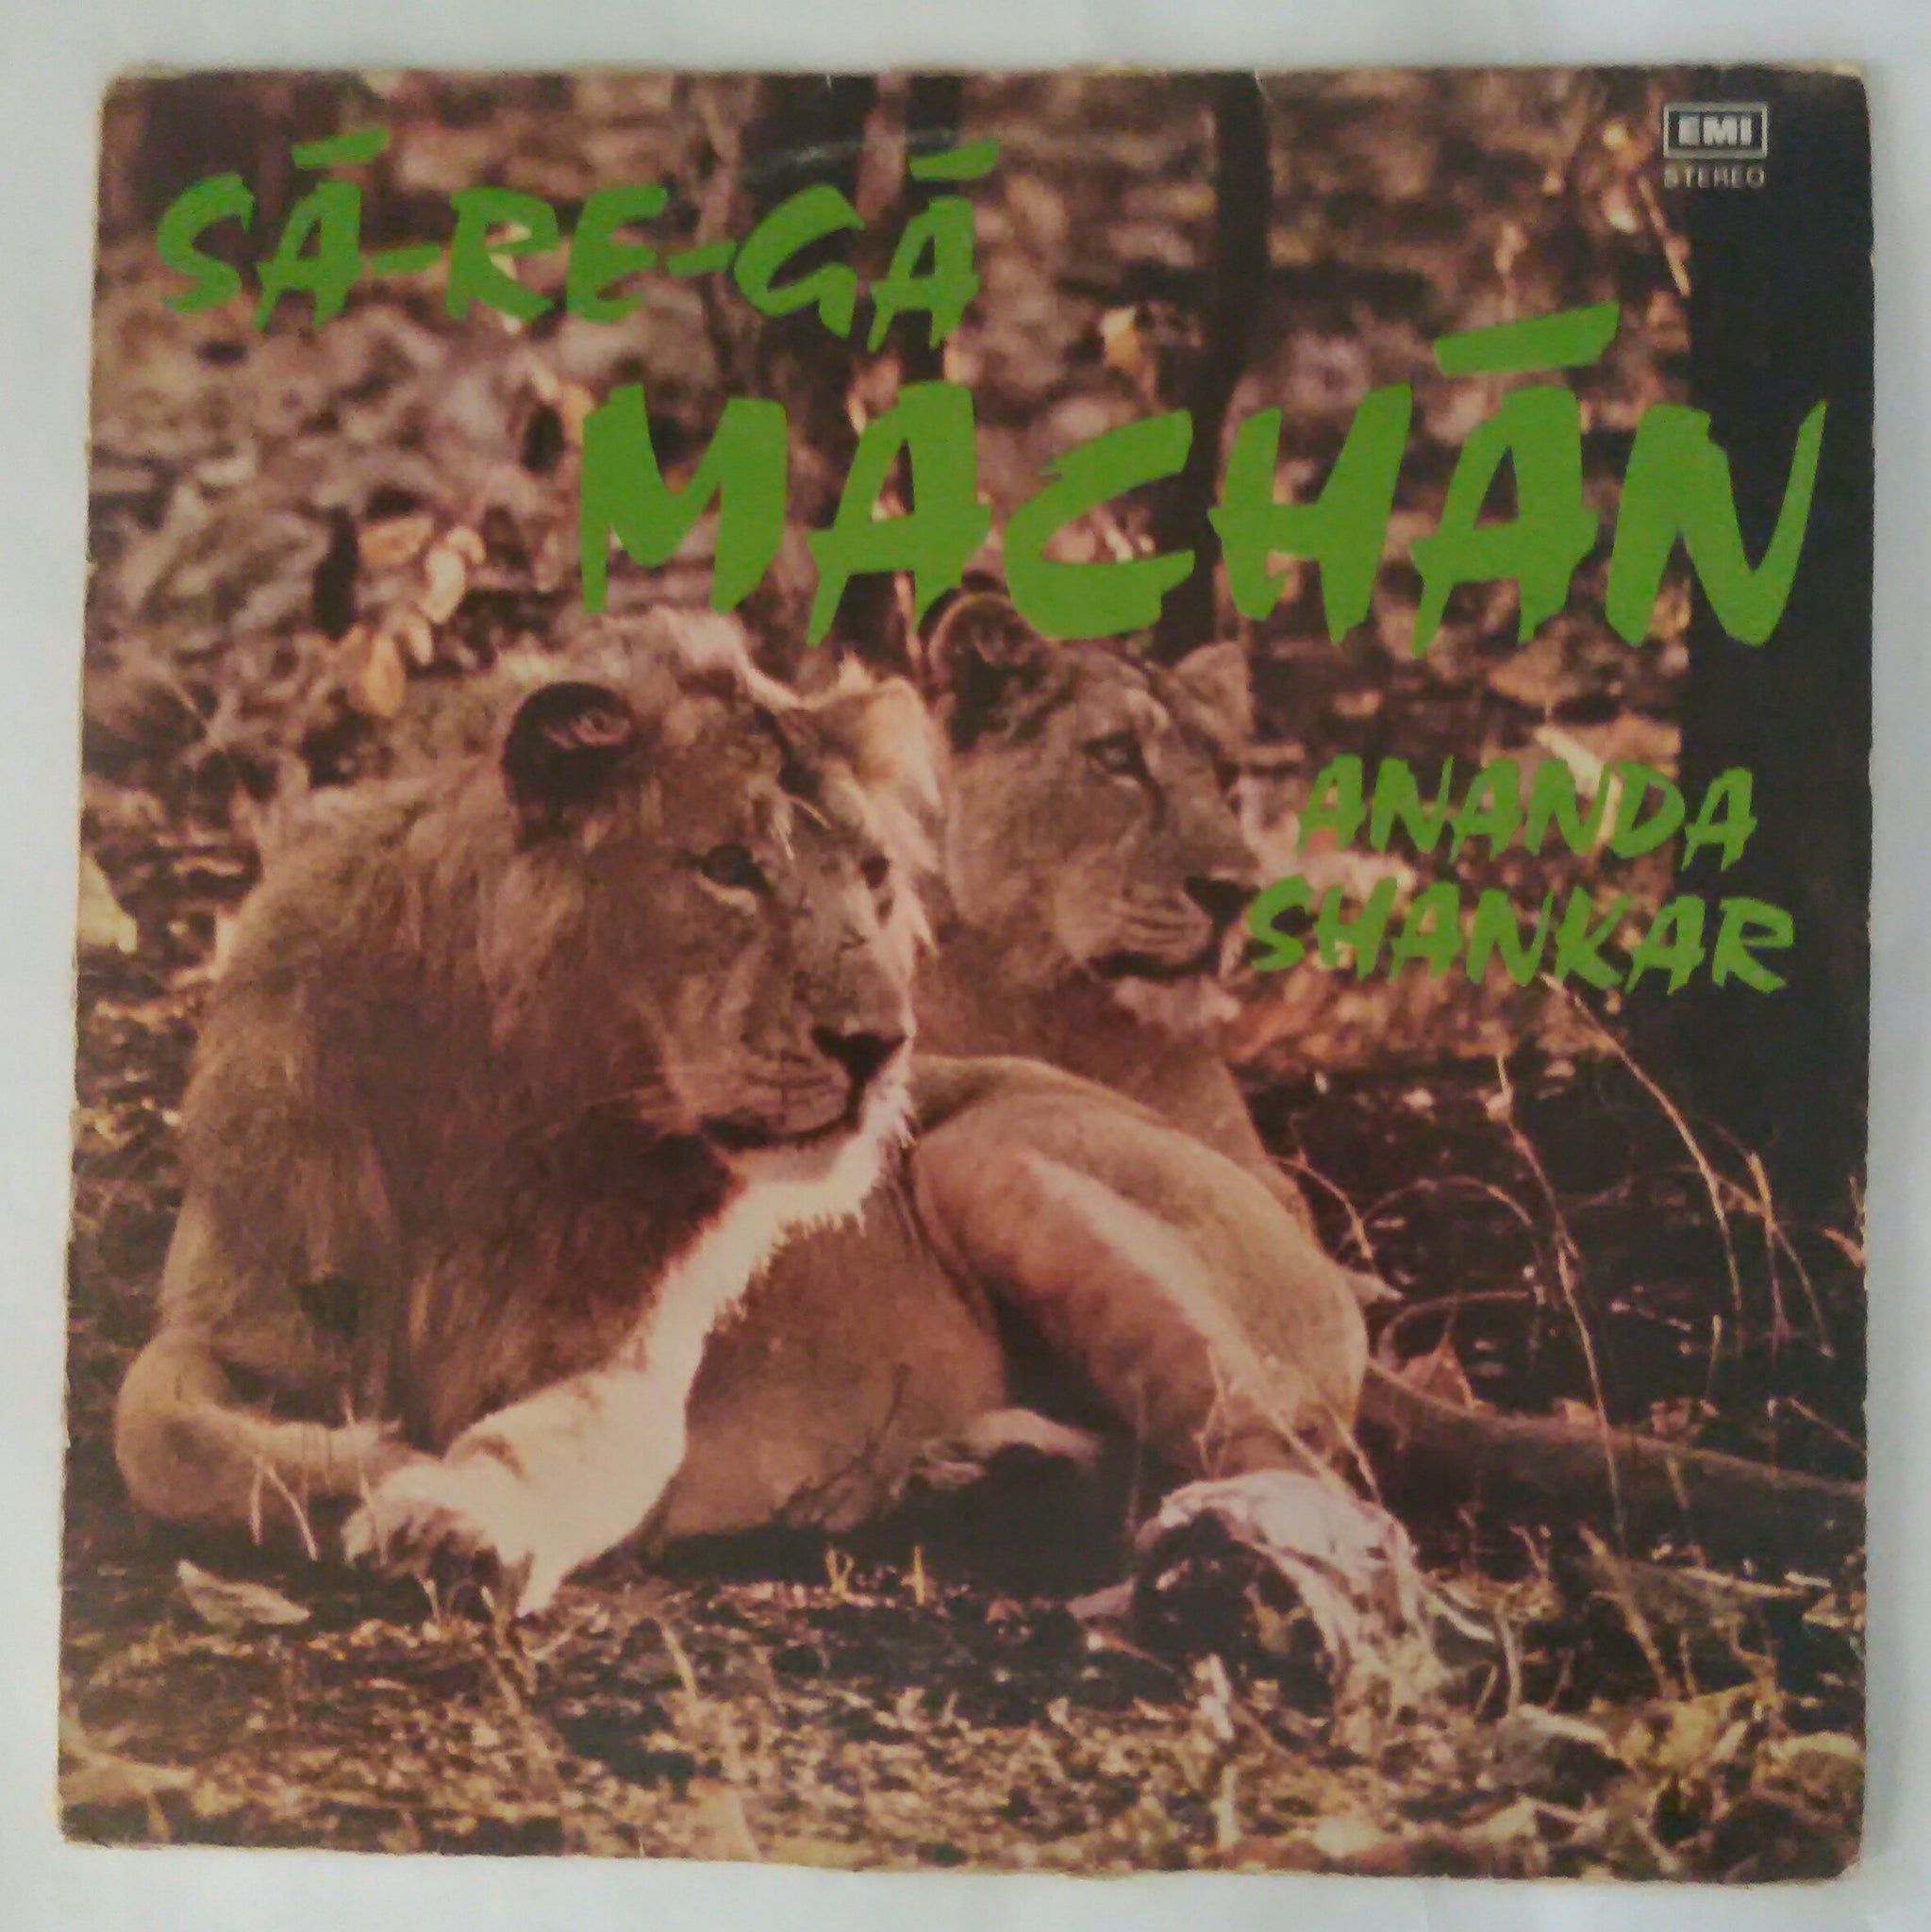 EMI
STEREO
SĀ-RE-GĀ
MACHĀN
ANANDA
SHANKAR